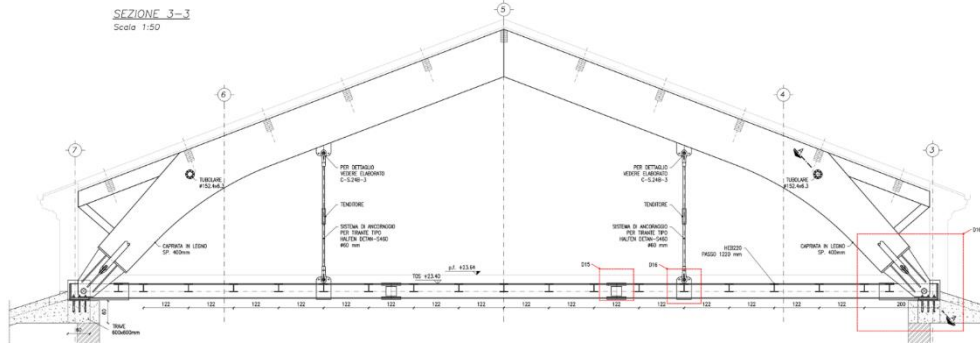 SEZIONE 3-3
Scala 1:50
5
6
4
7
3
PER DETTAGLIO
VEDERE ELABORATO
C-S.248-3
PER DETTAGLIO
VEDERE ELABORATO
C-S.248-3
TUBOLARE
ø152,4x6.3
TUBOLARE
ø152,4x6.3
TENDITORE
TENDITORE
SISTEMA DI ANCORAGGIO
PER TIRANTE TIPO
HALFEN DETAN-S460
ø60 mm
SISTEMA DI ANCORAGGIO
PER TIRANTE TIPO
HALFEN DETAN-S460
ø60 mm
CAPRIATA IN LEGNO
SP. 400mm
HEB220
PASSO 1220 mm
CAPRIATA IN LEGNO
SP. 400mm
p.f. +23.64
TOS +23.40
D15
D16
122 122 122 122 122 122 122 122 122 122 122 122 122 122 122 122 122 200
80
60
TRAVE
800x600mm